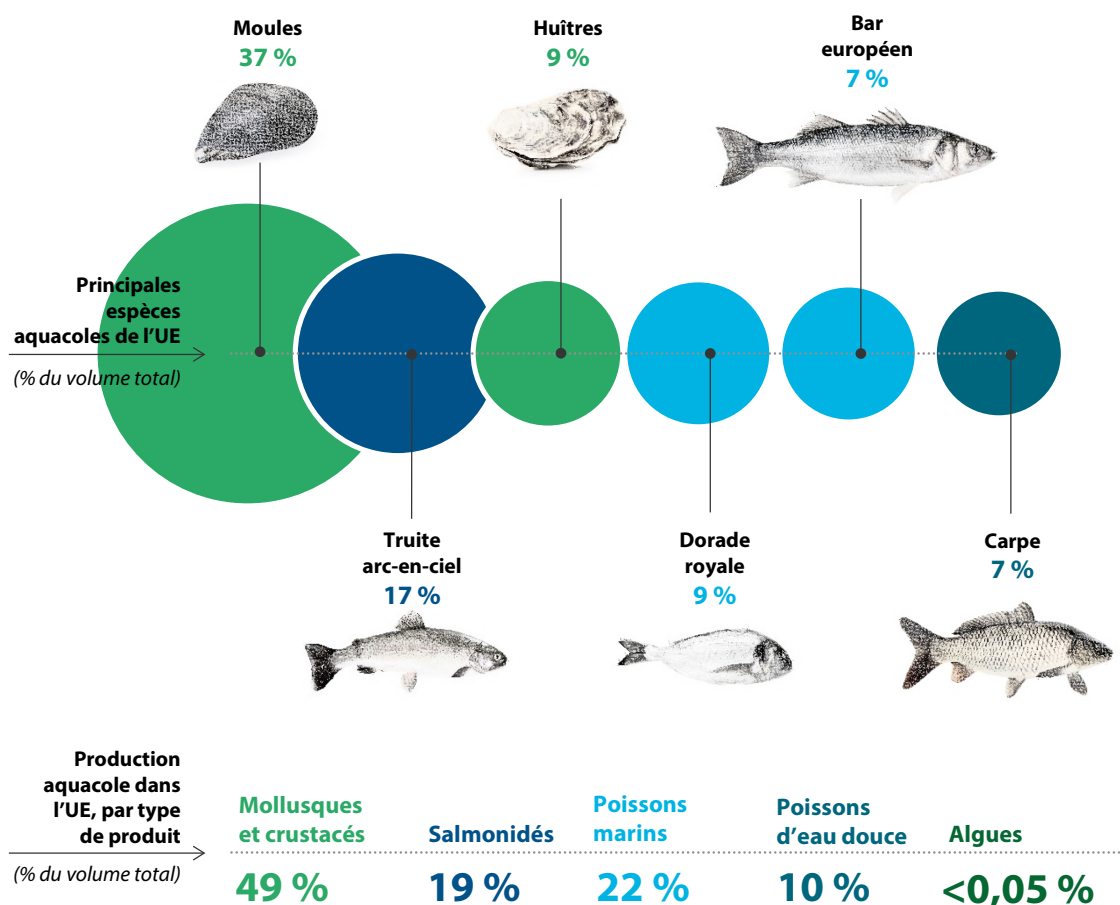 Moules
37 %
Huîtres
9 %
Bar
européen
7 %
Principales
espèces
aquacoles de l’UE
(% du volume total)
Truite
arc-en-ciel
17 %
Dorade
royale
9 %
Carpe
7 %
Production
aquacole dans
l’UE, par type
de produit
(% du volume total)
Mollusques
et crustacés
49 %
Salmonidés
19 %
Poissons
marins
22 %
Poissons
d’eau douce
10 %
Algues
<0,05 %